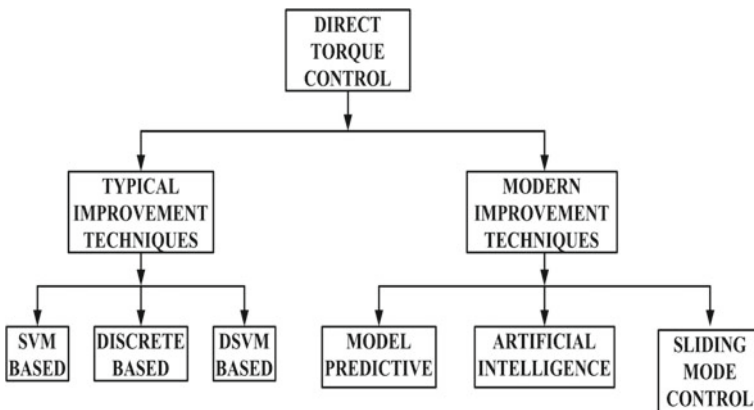 DIRECT
TORQUE
CONTROL
TYPICAL
IMPROVEMENT
TECHNIQUES
MODERN
IMPROVEMENT
TECHNIQUES
SVM
BASED
DISCRETE
BASED
DSVM
BASED
MODEL
PREDICTIVE
ARTIFICIAL
INTELLIGENCE
SLIDING
MODE
CONTROL